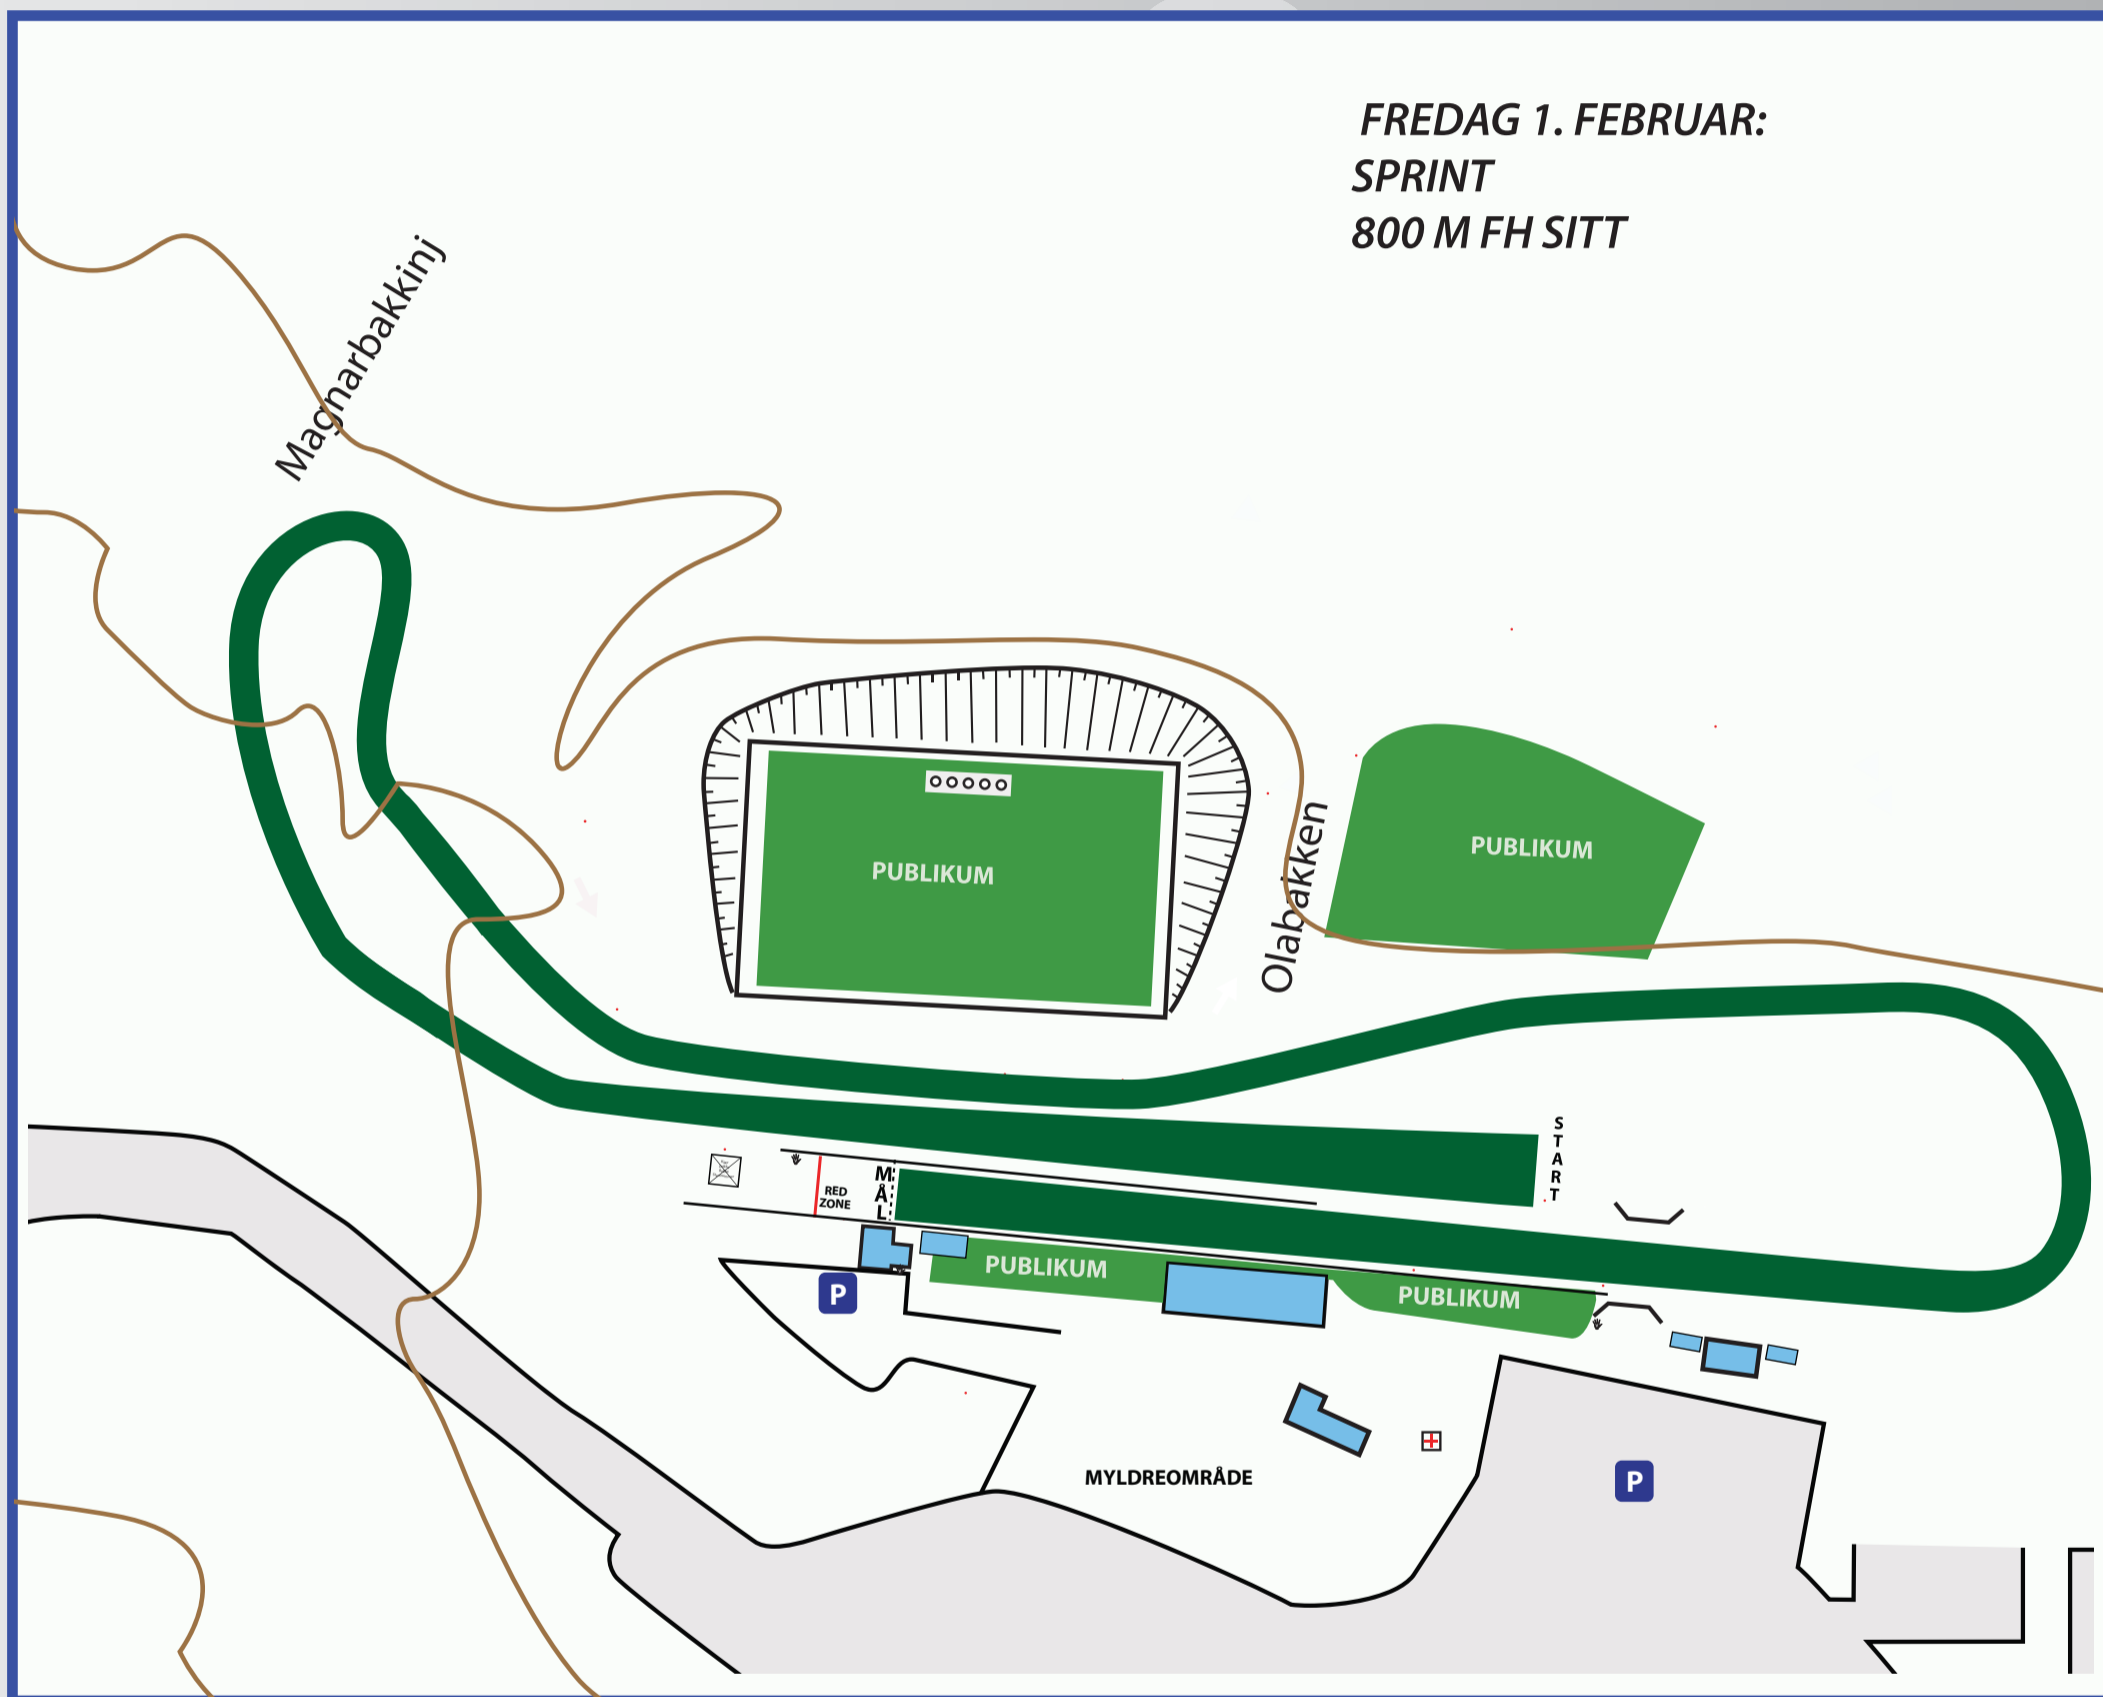 FREDAG 1. FEBRUAR:
SPRINT
800 M FH SITT
Magnarbakkinj
PUBLIKUM
Olabakken
PUBLIKUM
START
MÅL
RED
ZONE
PUBLIKUM
PUBLIKUM
P
MYLDREOMRÅDE
P